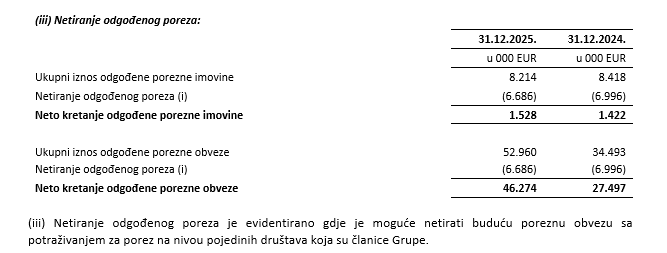 (iii) Netiranje odgođenog poreza:
31.12.2025. 31.12.2024.
u 000 EUR u 000 EUR
Ukupni iznos odgođene porezne imovine 8.214 8.418
Netiranje odgođenog poreza (i) (6.686) (6.996)
Neto kretanje odgođene porezne imovine 1.528 1.422
Ukupni iznos odgođene porezne obveze 52.960 34.493
Netiranje odgođenog poreza (i) (6.686) (6.996)
Neto kretanje odgođene porezne obveze 46.274 27.497
(iii) Netiranje odgođenog poreza je evidentirano gdje je moguće netirati buduću poreznu obvezu sa
potraživanjem za porez na nivou pojedinih društava koja su članice Grupe.